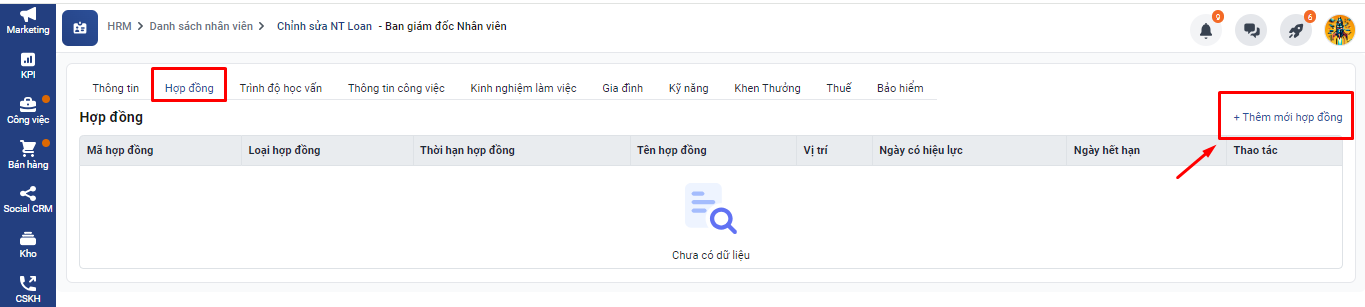 Marketing
KPI
Công việc
Bán hàng
Social CRM
Kho
CSKH
HRM > Danh sách nhân viên > Chỉnh sửa NT Loan - Ban giám đốc Nhân viên
9
6
Thông tin Hợp đồng Trình độ học vấn Thông tin công việc Kinh nghiệm làm việc Gia đình Kỹ năng Khen Thưởng Thuế Bảo hiểm
Hợp đồng
+ Thêm mới hợp đồng
Mã hợp đồng Loại hợp đồng Thời hạn hợp đồng Tên hợp đồng Vị trí Ngày có hiệu lực Ngày hết hạn Thao tác
Chưa có dữ liệu